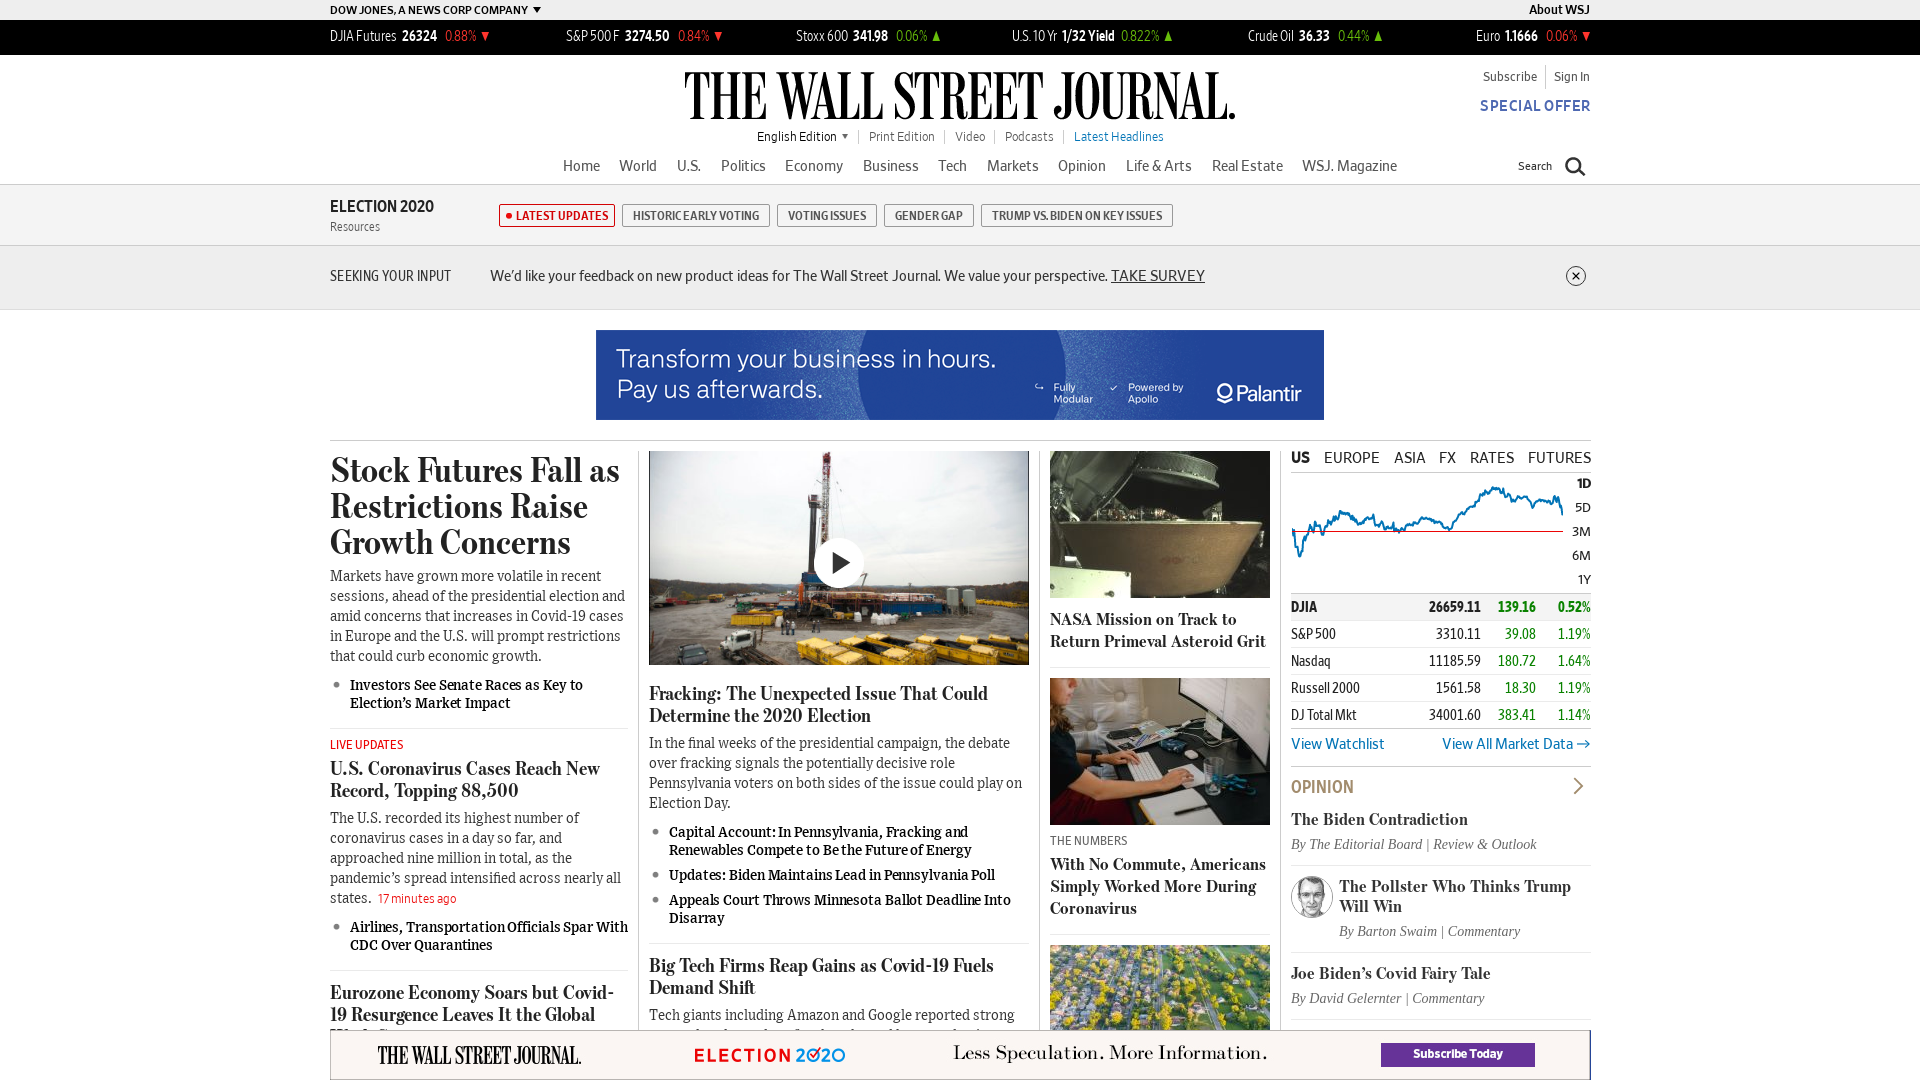 DOW JONES, A NEWS CORP COMPANY
About WSJ
DJIA Futures 26324 0.88%
S&P 500 F 3274.50 0.84%
Stoxx 600 341.98 0.06%
U.S. 10 Yr 1/32 Yield 0.822%
Crude Oil 36.33 0.44%
Euro 1.1666 0.06%
THE WALL STREET JOURNAL.
Subscribe
Sign In
SPECIAL OFFER
English Edition
Print Edition
Video
Podcasts
Latest Headlines
Home World U.S. Politics Economy Business Tech Markets Opinion Life & Arts Real Estate WSJ. Magazine
Search
ELECTION 2020
Resources
LATEST UPDATES
HISTORIC EARLY VOTING
VOTING ISSUES
GENDER GAP
TRUMP VS. BIDEN ON KEY ISSUES
SEEKING YOUR INPUT
We'd like your feedback on new product ideas for The Wall Street Journal. We value your perspective. TAKE SURVEY
Transform your business in hours.
Pay us afterwards.
Fully
Modular
Powered by
Apollo
Palantir
Stock Futures Fall as
Restrictions Raise
Growth Concerns
Markets have grown more volatile in recent
sessions, ahead of the presidential election and
amid concerns that increases in Covid-19 cases
in Europe and the U.S. will prompt restrictions
that could curb economic growth.
Investors See Senate Races as Key to
Election's Market Impact
LIVE UPDATES
U.S. Coronavirus Cases Reach New
Record, Topping 88,500
The U.S. recorded its highest number of
coronavirus cases in a day so far, and
approached nine million in total, as the
pandemic's spread intensified across nearly all
states. 17 minutes ago
Airlines, Transportation Officials Spar With
CDC Over Quarantines
Eurozone Economy Soars but Covid-
19 Resurgence Leaves It the Global
Fracking: The Unexpected Issue That Could
Determine the 2020 Election
In the final weeks of the presidential campaign, the debate
over fracking signals the potentially decisive role
Pennsylvania voters on both sides of the issue could play on
Election Day.
Capital Account: In Pennsylvania, Fracking and
Renewables Compete to Be the Future of Energy
Updates: Biden Maintains Lead in Pennsylvania Poll
Appeals Court Throws Minnesota Ballot Deadline Into
Disarray
Big Tech Firms Reap Gains as Covid-19 Fuels
Demand Shift
Tech giants including Amazon and Google reported strong
NASA Mission on Track to
Return Primeval Asteroid Grit
THE NUMBERS
With No Commute, Americans
Simply Worked More During
Coronavirus
US EUROPE ASIA FX RATES FUTURES
1D
5D
3M
6M
1Y
DJIA 26659.11 139.16 0.52%
S&P 500 3310.11 39.08 1.19%
Nasdaq 11185.59 180.72 1.64%
Russell 2000 1561.58 18.30 1.19%
DJ Total Mkt 34001.60 383.41 1.14%
View Watchlist
View All Market Data
OPINION
The Biden Contradiction
By The Editorial Board | Review & Outlook
The Pollster Who Thinks Trump
Will Win
By Barton Swaim | Commentary
Joe Biden's Covid Fairy Tale
By David Gelernter | Commentary
THE WALL STREET JOURNAL.
ELECTION 2020
Less Speculation. More Information.
Subscribe Today